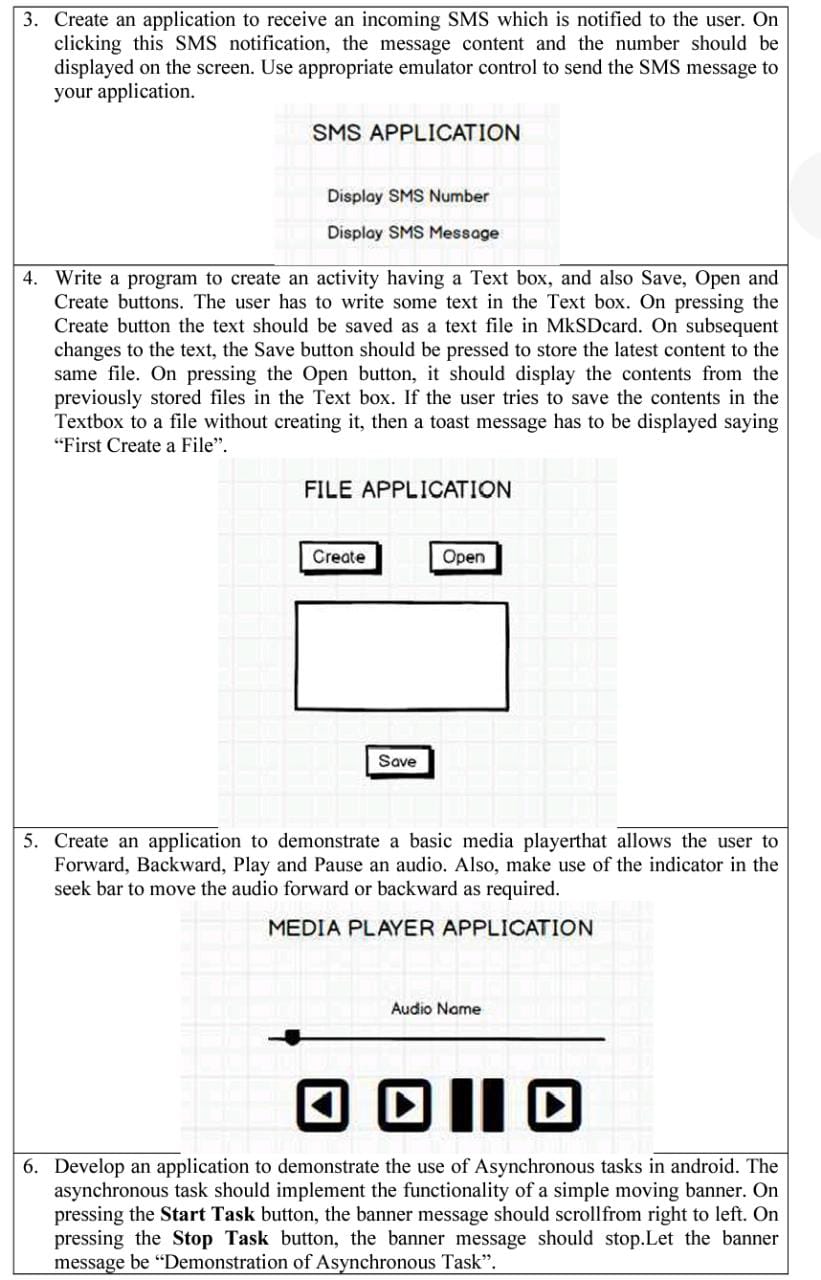 3. Create an application to receive an incoming SMS which is notified to the user. On
clicking this SMS notification, the message content and the number should be
displayed on the screen. Use appropriate emulator control to send the SMS message to
your application.
SMS APPLICATION
Display SMS Number
Display SMS Message
4. Write a program to create an activity having a Text box, and also Save, Open and
Create buttons. The user has to write some text in the Text box. On pressing the
Create button the text should be saved as a text file in MkSDcard. On subsequent
changes to the text, the Save button should be pressed to store the latest content to the
same file. On pressing the Open button, it should display the contents from the
previously stored files in the Text box. If the user tries to save the contents in the
Textbox to a file without creating it, then a toast message has to be displayed saying
“First Create a File”.
FILE APPLICATION
Create Open
Save
5. Create an application to demonstrate a basic media playerthat allows the user to
Forward, Backward, Play and Pause an audio. Also, make use of the indicator in the
seek bar to move the audio forward or backward as required.
MEDIA PLAYER APPLICATION
Audio Name
6. Develop an application to demonstrate the use of Asynchronous tasks in android. The
asynchronous task should implement the functionality of a simple moving banner. On
pressing the Start Task button, the banner message should scrollfrom right to left. On
pressing the Stop Task button, the banner message should stop.Let the banner
message be “Demonstration of Asynchronous Task”.